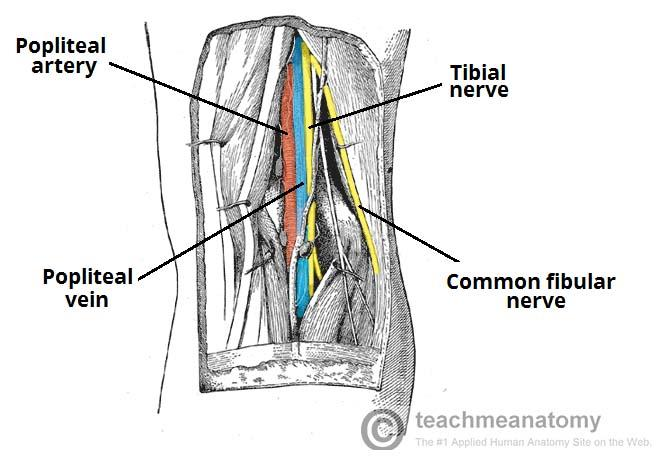 Popliteal
artery
Tibial
nerve
Popliteal
vein
Common fibular
nerve
© teachmeanatomy
The #1 Applied Human Anatomy Site on the Web.